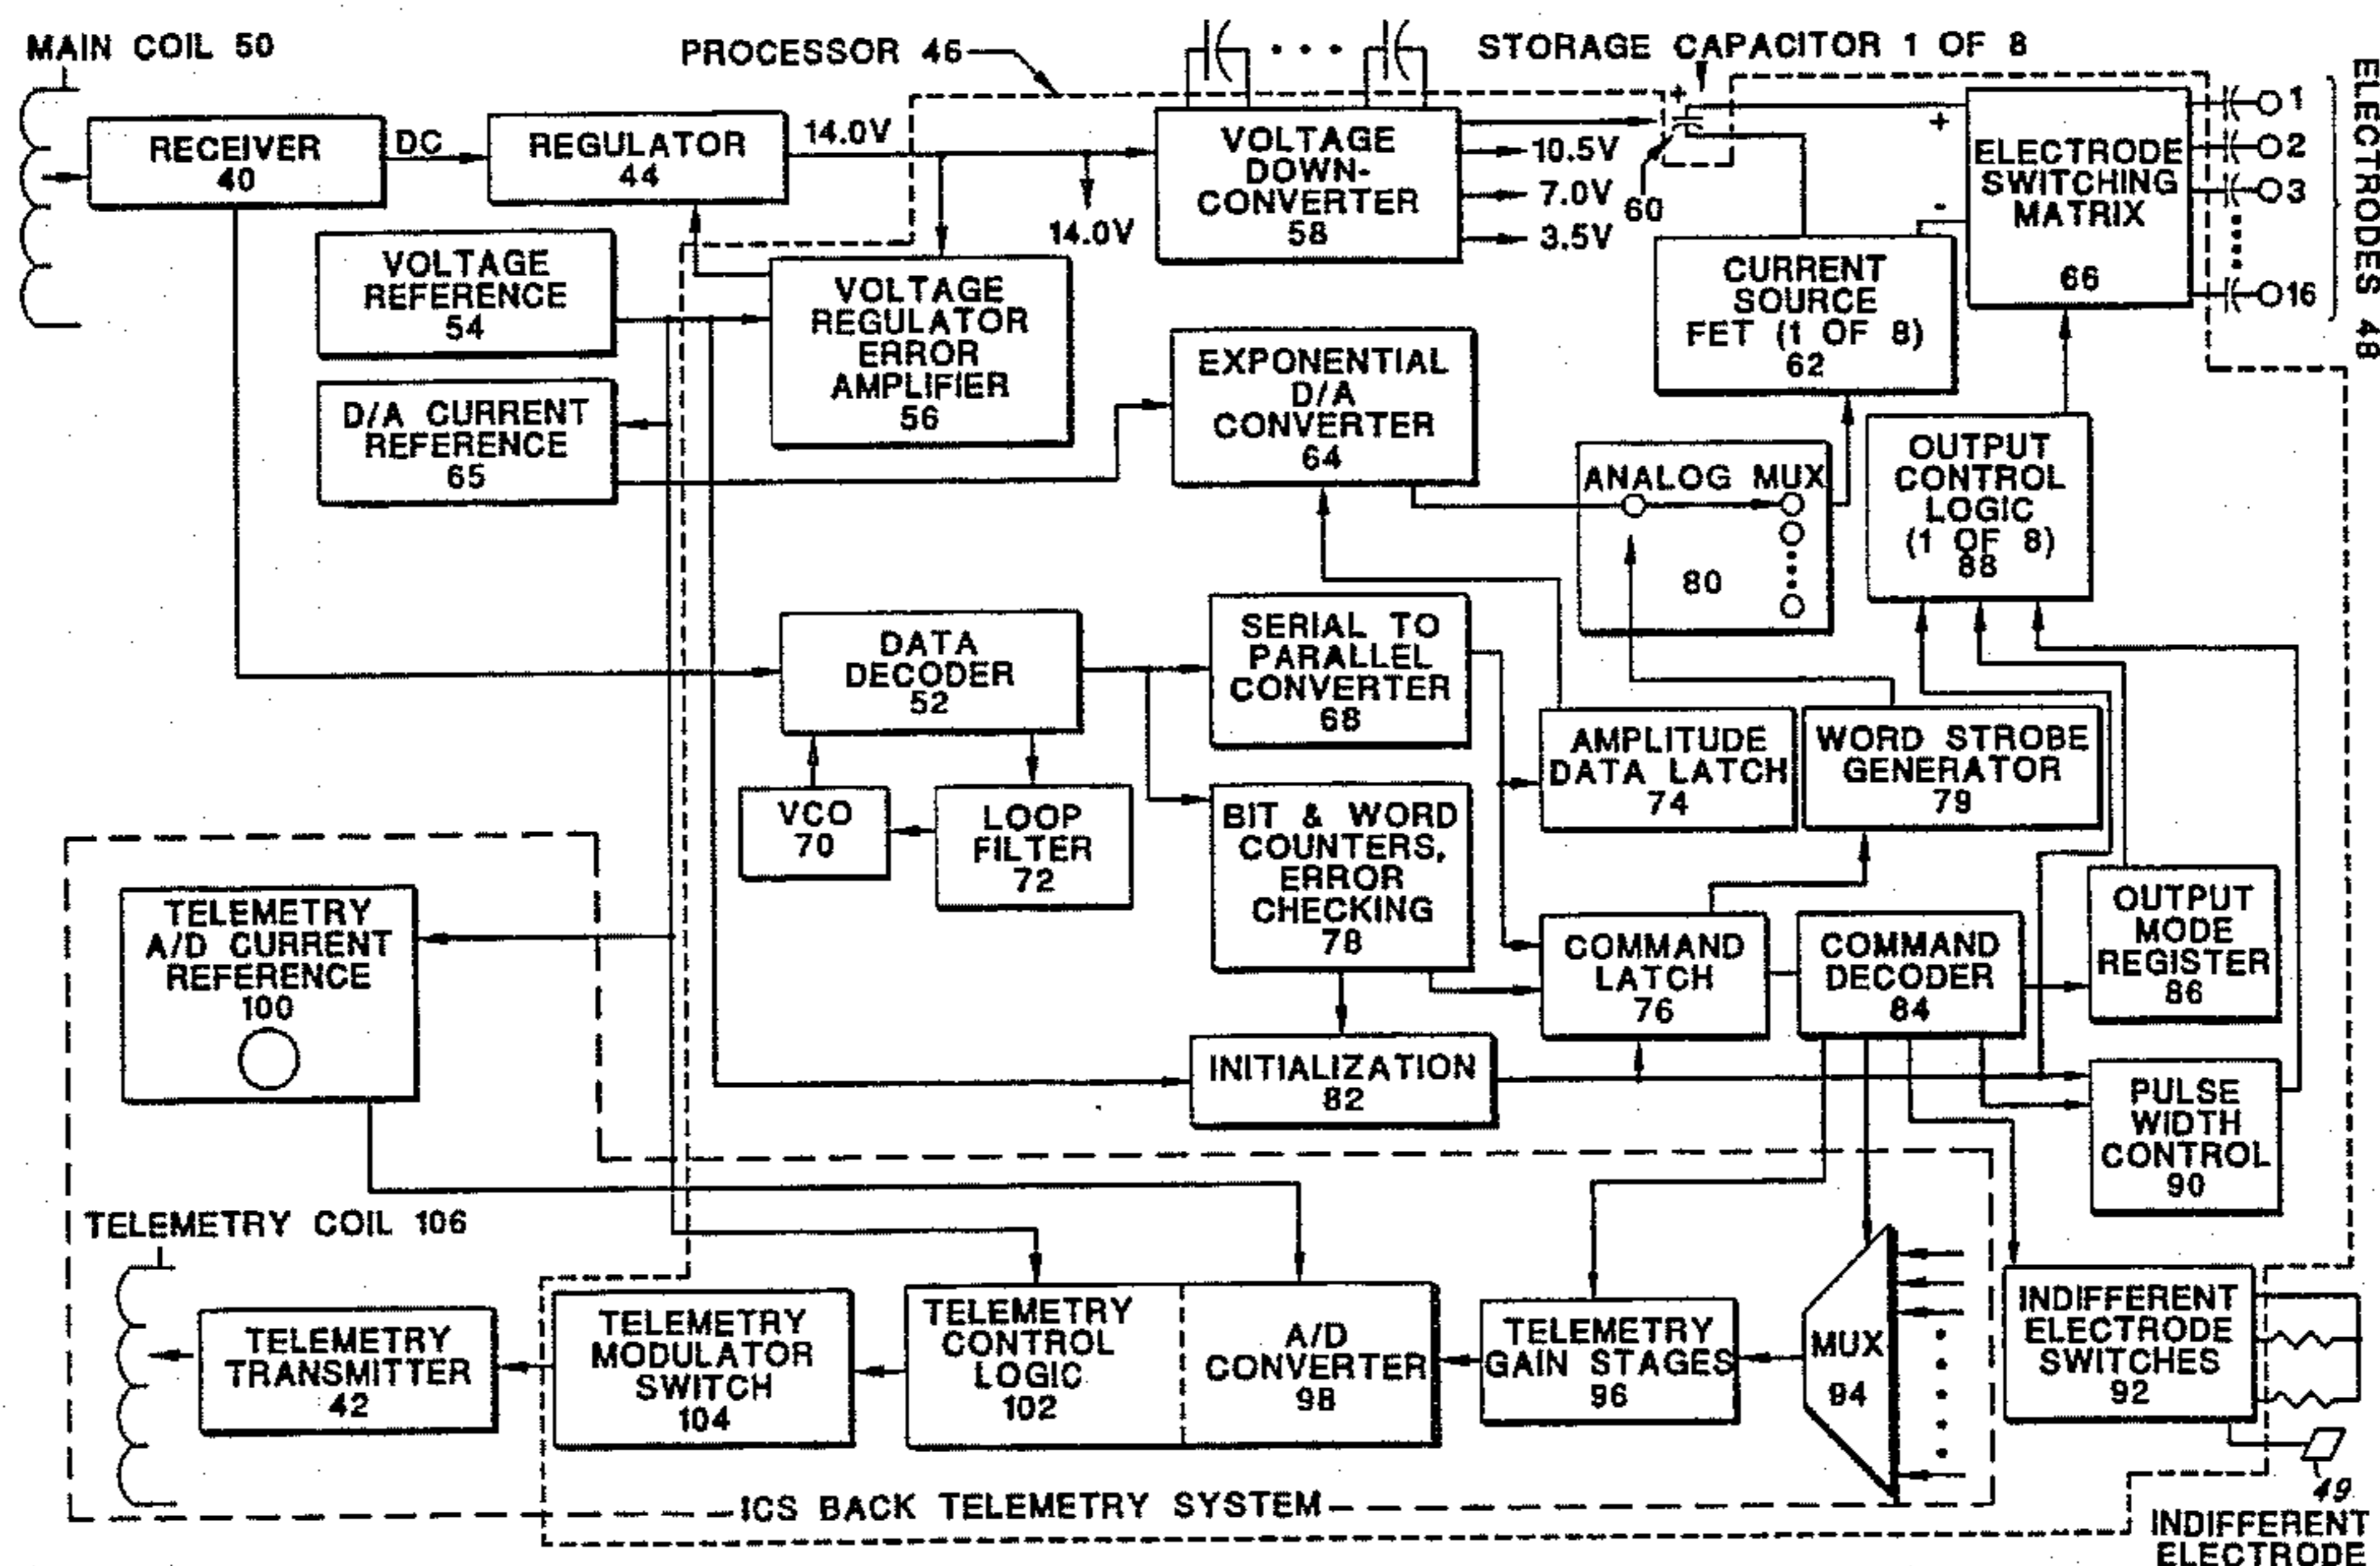 MAIN COIL 50
PROCESSOR 46
STORAGE CAPACITOR 1 OF 8
ELECTRODES 48
RECEIVER
40
DC
REGULATOR
44
14.0V
14.0V
VOLTAGE
DOWN-
CONVERTER
58
10.5V
7.0V
3.5V
+
60
+
-
ELECTRODE
SWITCHING
MATRIX
66
1
2
3
16
VOLTAGE
REFERENCE
54
VOLTAGE
REGULATOR
ERROR
AMPLIFIER
56
CURRENT
SOURCE
FET (1 OF 8)
62
D/A CURRENT
REFERENCE
65
EXPONENTIAL
D/A
CONVERTER
64
ANALOG MUX
80
OUTPUT
CONTROL
LOGIC
(1 OF 8)
88
DATA
DECODER
52
SERIAL TO
PARALLEL
CONVERTER
68
AMPLITUDE
DATA LATCH
74
WORD STROBE
GENERATOR
79
VCO
70
LOOP
FILTER
72
BIT & WORD
COUNTERS,
ERROR
CHECKING
78
TELEMETRY
A/D CURRENT
REFERENCE
100
COMMAND
LATCH
76
COMMAND
DECODER
84
OUTPUT
MODE
REGISTER
86
INITIALIZATION
82
PULSE
WIDTH
CONTROL
90
TELEMETRY COIL 106
TELEMETRY
TRANSMITTER
42
TELEMETRY
MODULATOR
SWITCH
104
TELEMETRY
CONTROL
LOGIC
102
A/D
CONVERTER
98
TELEMETRY
GAIN STAGES
96
MUX
94
INDIFFERENT
ELECTRODE
SWITCHES
92
49
ICS BACK TELEMETRY SYSTEM
INDIFFERENT
ELECTRODE